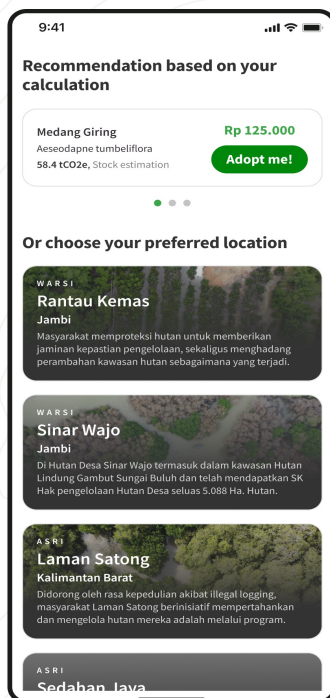 9:41
Recommendation based on your
calculation
Medang Giring
Rp 125.000
Aeseodapne tumbeliflora
58.4 tCO2e, Stock estimation
Adopt me!
Or choose your preferred location
WARSI
Rantau Kemas
Jambi
Masyarakat memproteksi hutan untuk memberikan
jaminan kepastian pengelolaan, sekaligus menghadang
perambahan kawasan hutan sebagaimana yang terjadi.
WARSI
Sinar Wajo
Jambi
Di Hutan Desa Sinar Wajo termasuk dalam kawasan Hutan
Lindung Gambut Sungai Buluh dan telah mendapatkan SK
Hak pengelolaan Hutan Desa seluas 5.088 Ha. Hutan.
ASRI
Laman Satong
Kalimantan Barat
Didorong oleh rasa kepedulian akibat illegal logging,
masyarakat Laman Satong berinisiatif mempertahankan
dan mengelola hutan mereka adalah melalui program.
ASRI
Sedahan Jaya